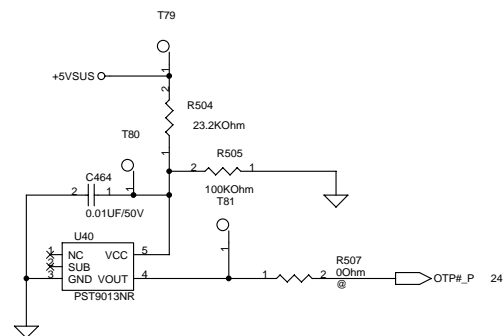 T79
1
+5VSUS
2
R504
23.2KOhm
T80
1
R505
2 1
1
C464
2 1
100KOhm
T81
0.01UF/50V
U40
1 NC VCC 5
2 SUB
3 GND VOUT 4
PST9013NR
1
R507
1 2
0Ohm
@
OTP#_P 24